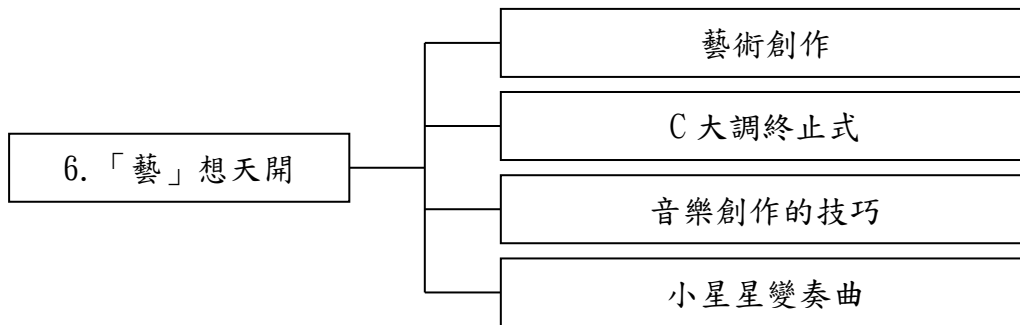 藝術創作
C 大調終止式
6.「藝」想天開
音樂創作的技巧
小星星變奏曲